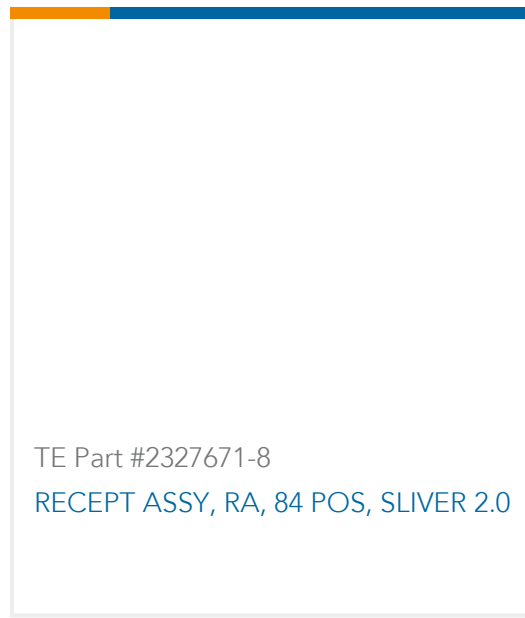 TE Part #2327671-8
RECEPT ASSY, RA, 84 POS, SLIVER 2.0